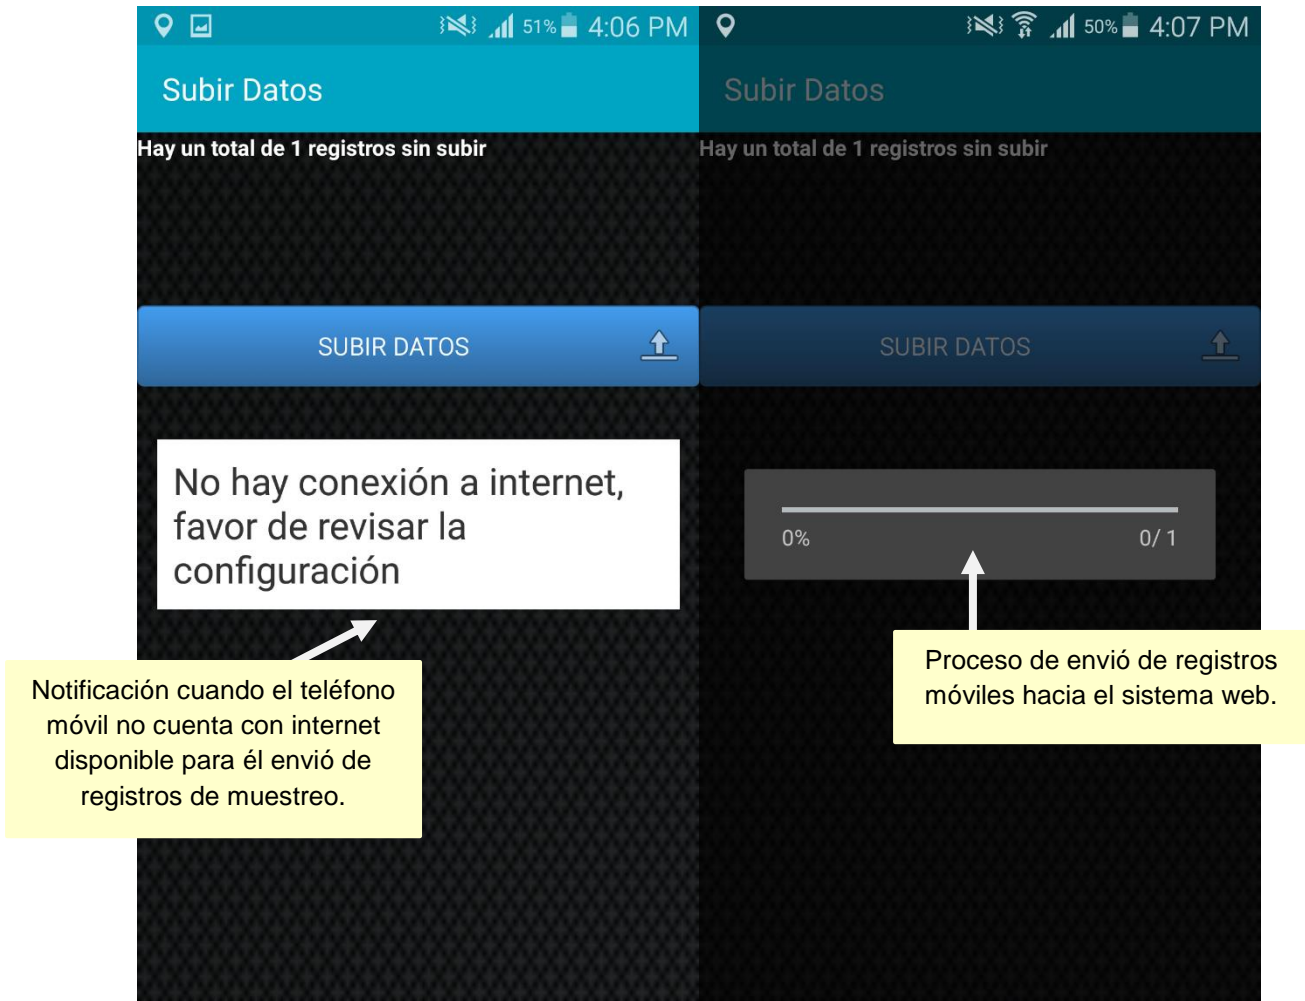 51% 4:06 PM
Subir Datos
Hay un total de 1 registros sin subir
SUBIR DATOS
No hay conexión a internet,
favor de revisar la
configuración
Notificación cuando el teléfono
móvil no cuenta con internet
disponible para él envió de
registros de muestreo.
50% 4:07 PM
Subir Datos
Hay un total de 1 registros sin subir
SUBIR DATOS
0% 0/ 1
Proceso de envió de registros
móviles hacia el sistema web.